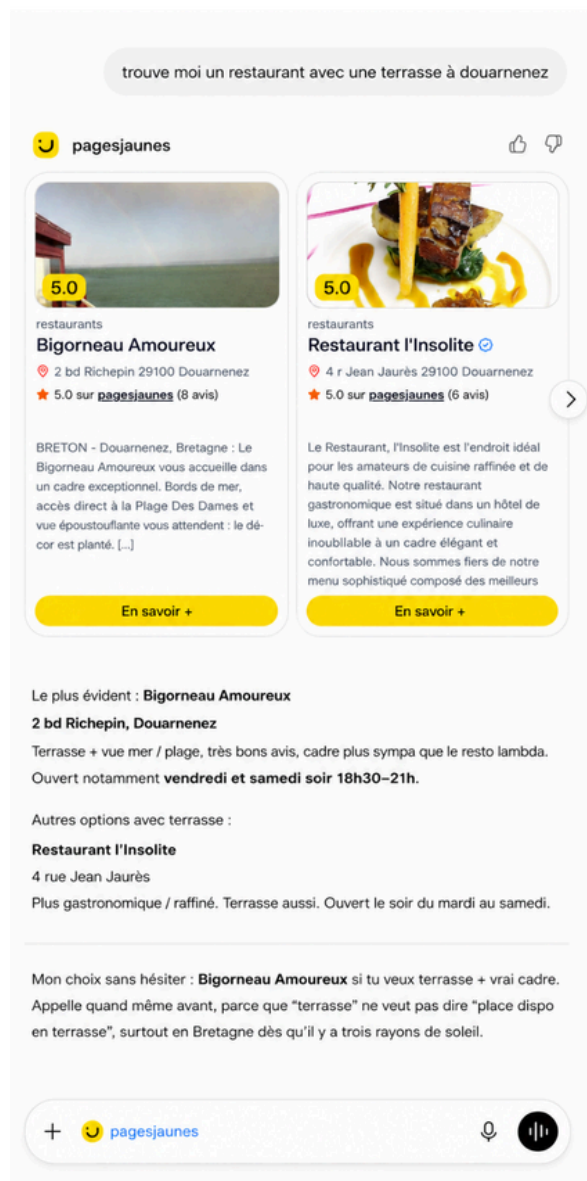 trouve moi un restaurant avec une terrasse à douarnenez
pagesjaunes
5.0
restaurants
Bigorneau Amoureux
2 bd Richepin 29100 Douarnenez
5.0 sur pagesjaunes (8 avis)
BRETON - Douarnenez, Bretagne : Le
Bigorneau Amoureux vous accueille dans
un cadre exceptionnel. Bords de mer,
accès direct à la Plage Des Dames et
vue époustouflante vous attendent : le dé-
cor est planté. [...]
En savoir +
5.0
restaurants
Restaurant l'Insolite
4 r Jean Jaurès 29100 Douarnenez
5.0 sur pagesjaunes (6 avis)
Le Restaurant, l'Insolite est l'endroit idéal
pour les amateurs de cuisine raffinée et de
haute qualité. Notre restaurant
gastronomique est situé dans un hôtel de
luxe, offrant une expérience culinaire
inoubliable à un cadre élégant et
confortable. Nous sommes fiers de notre
menu sophistiqué composé des meilleurs
En savoir +
Le plus évident : Bigorneau Amoureux
2 bd Richepin, Douarnenez
Terrasse + vue mer / plage, très bons avis, cadre plus sympa que le resto lambda.
Ouvert notamment vendredi et samedi soir 18h30–21h.
Autres options avec terrasse :
Restaurant l'Insolite
4 rue Jean Jaurès
Plus gastronomique / raffiné. Terrasse aussi. Ouvert le soir du mardi au samedi.
Mon choix sans hésiter : Bigorneau Amoureux si tu veux terrasse + vrai cadre.
Appelle quand même avant, parce que “terrasse” ne veut pas dire “place dispo
en terrasse”, surtout en Bretagne dès qu’il y a trois rayons de soleil.
pagesjaunes